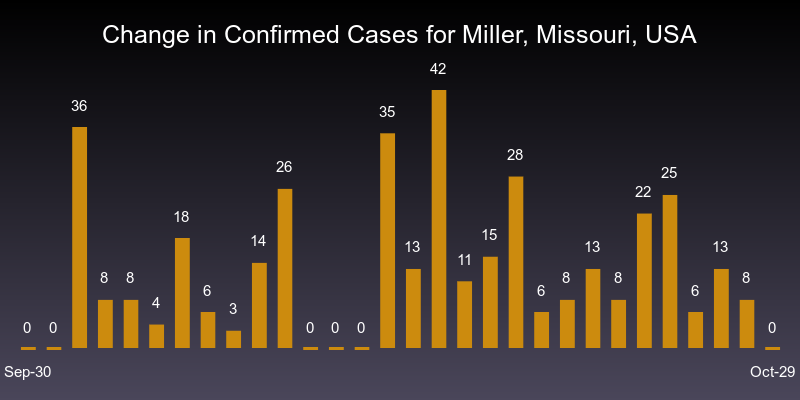 Change in Confirmed Cases for Miller, Missouri, USA
0 0 36 8 8 4 18 6 3 14 26 0 0 0 35 13 42 11 15 28 6 8 13 8 22 25 6 13 8 0
Sep-30 Oct-29